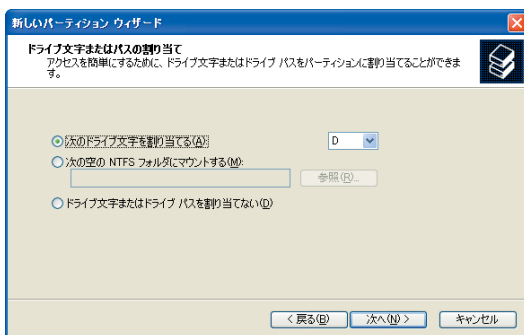 新しいパーティション ウィザード
ドライブ文字またはパスの割り当て
アクセスを簡単にするために、ドライブ文字またはドライブ パスをパーティションに割り当てることができま
す。
次のドライブ文字を割り当てる(A):
D
次の空の NTFS フォルダにマウントする(M):
参照(R)...
ドライブ文字またはドライブ パスを割り当てない(D)
< 戻る(B)
次へ(N) >
キャンセル